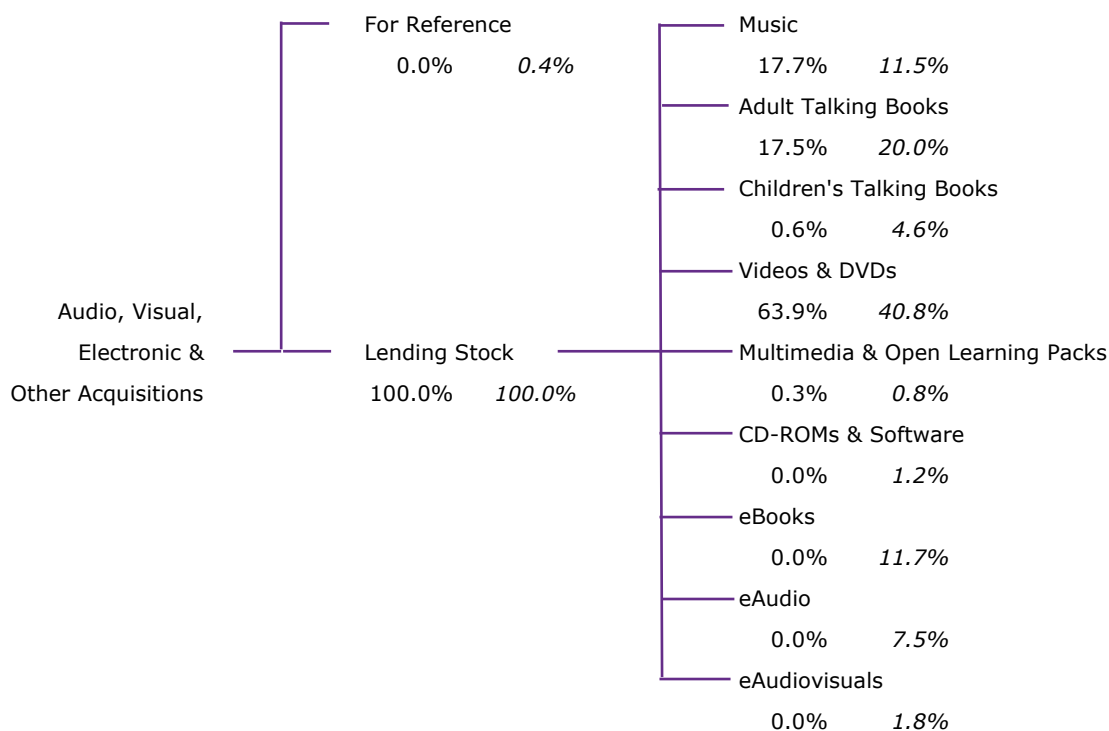 For Reference
0.0% 0.4%
Audio, Visual,
Electronic &
Other Acquisitions
Lending Stock
100.0% 100.0%
Music
17.7% 11.5%
Adult Talking Books
17.5% 20.0%
Children's Talking Books
0.6% 4.6%
Videos & DVDs
63.9% 40.8%
Multimedia & Open Learning Packs
0.3% 0.8%
CD-ROMs & Software
0.0% 1.2%
eBooks
0.0% 11.7%
eAudio
0.0% 7.5%
eAudiovisuals
0.0% 1.8%